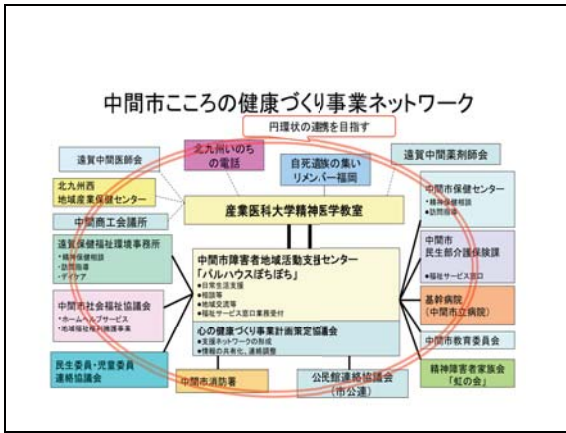 中間市こころの健康づくり事業ネットワーク
円環状の連携を目指す
遠賀中間医師会
北九州いのち
の電話
自死遺族の集い
リメンバー福岡
遠賀中間薬剤師会
北九州西
地域産業保健センター
産業医科大学精神医学教室
中間市保健センター
・精神保健相談
●訪問指導
中間商工会議所
遠賀保健福祉環境事務所
・精神保健相談
・訪問指導
・デイケア
中間市障害者地域活動支援センター
「パルハウスぽちぽち」
●日常生活支援
●相談等
●地域交流等
・福祉サービス窓口業務受付
中間市
民生部介護保険課
●福祉サービス窓口
基幹病院
(中間市立病院)
中間市社会福祉協議会
・ホームヘルプサービス
・地域福祉権利擁護事業
心の健康づくり事業計画策定協議会
●支援ネットワークの形成
・情報の共有化、連絡調整
中間市教育委員会
民生委員・児童委員
連絡協議会
中間市消防署
公民館連絡協議会
(市公連)
精神障害者家族会
「虹の会」